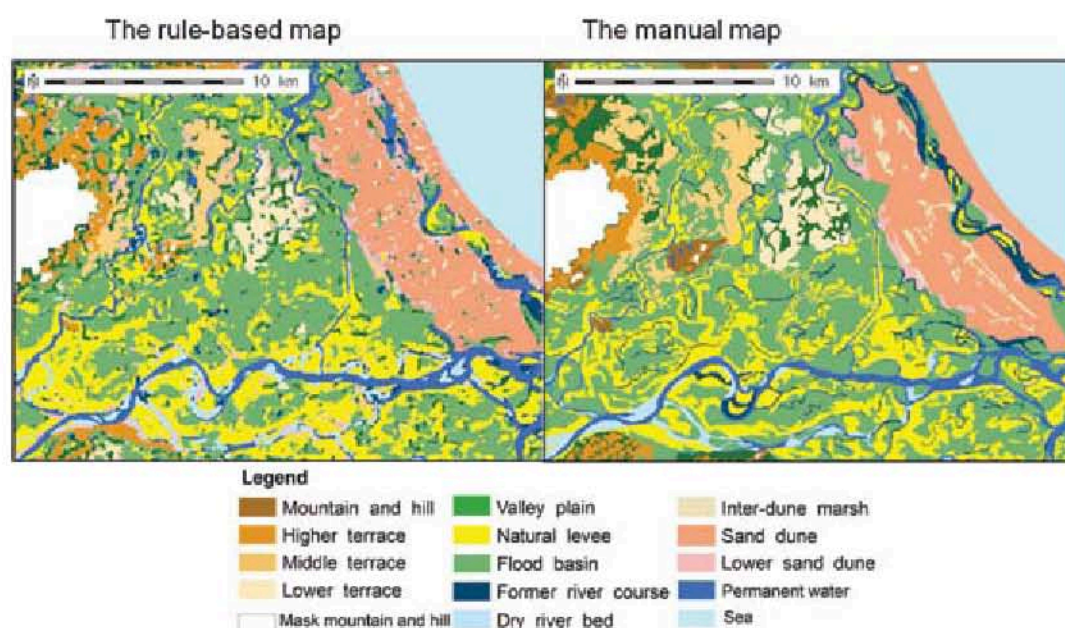 The rule-based map
The manual map
N 10 km
N 10 km
Legend
Mountain and hill
Higher terrace
Middle terrace
Lower terrace
Mask mountain and hill
Valley plain
Natural levee
Flood basin
Former river course
Dry river bed
Inter-dune marsh
Sand dune
Lower sand dune
Permanent water
Sea